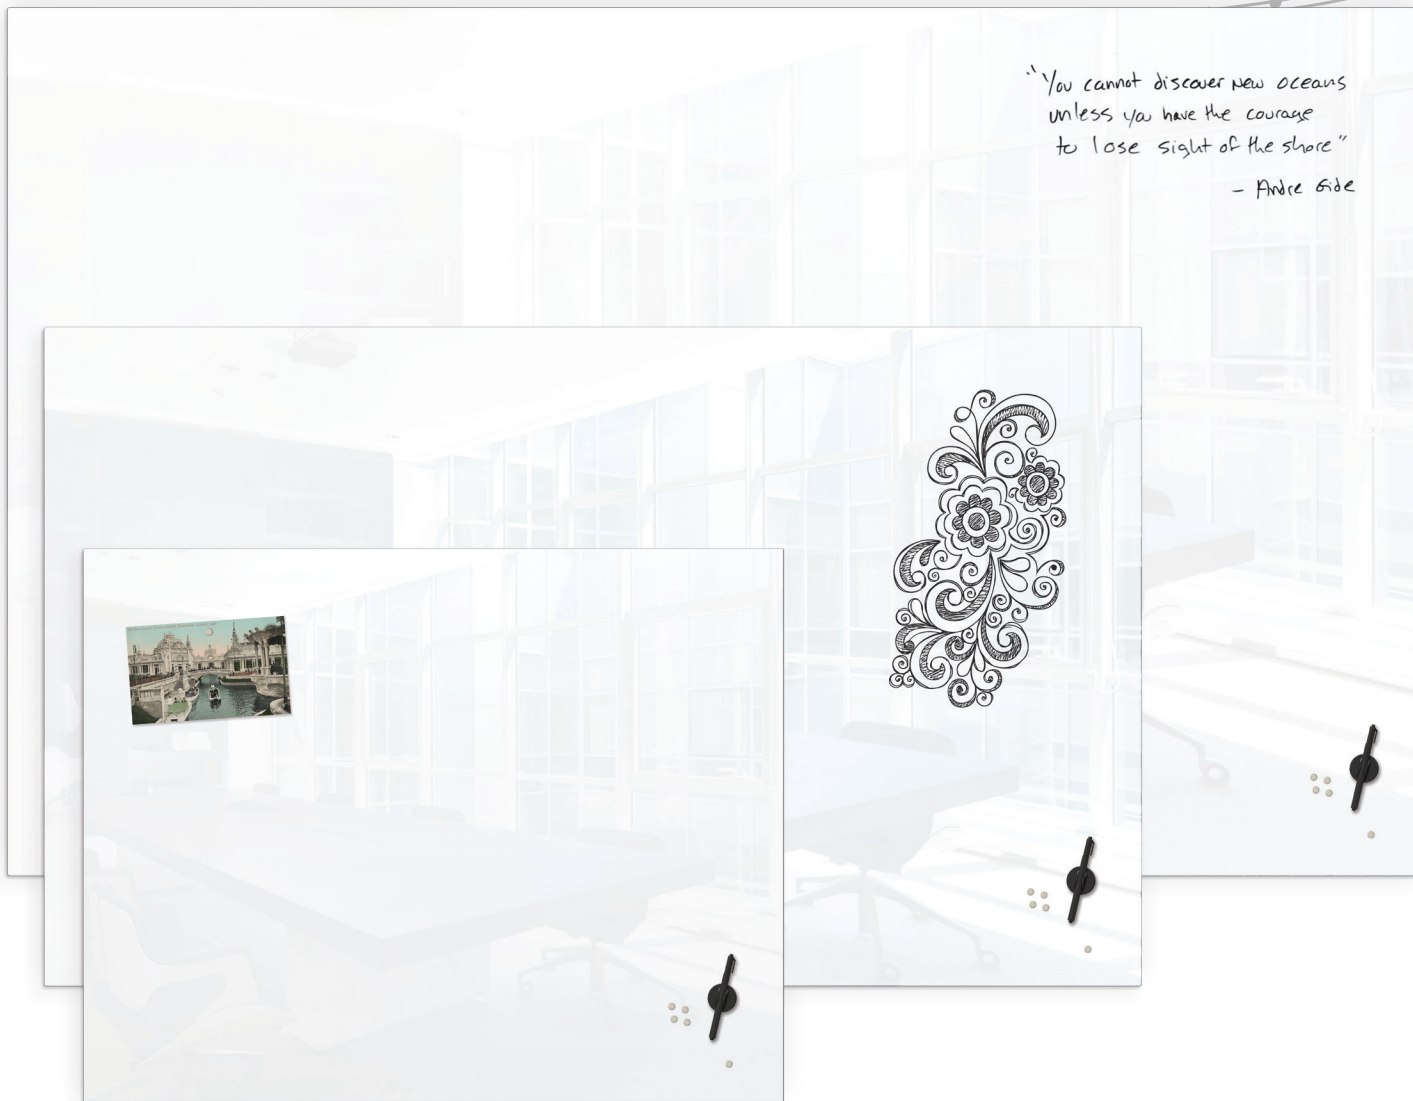 "You cannot discover New oceans
unless you have the courage
to lose sight of the shore"
- Andre Gide